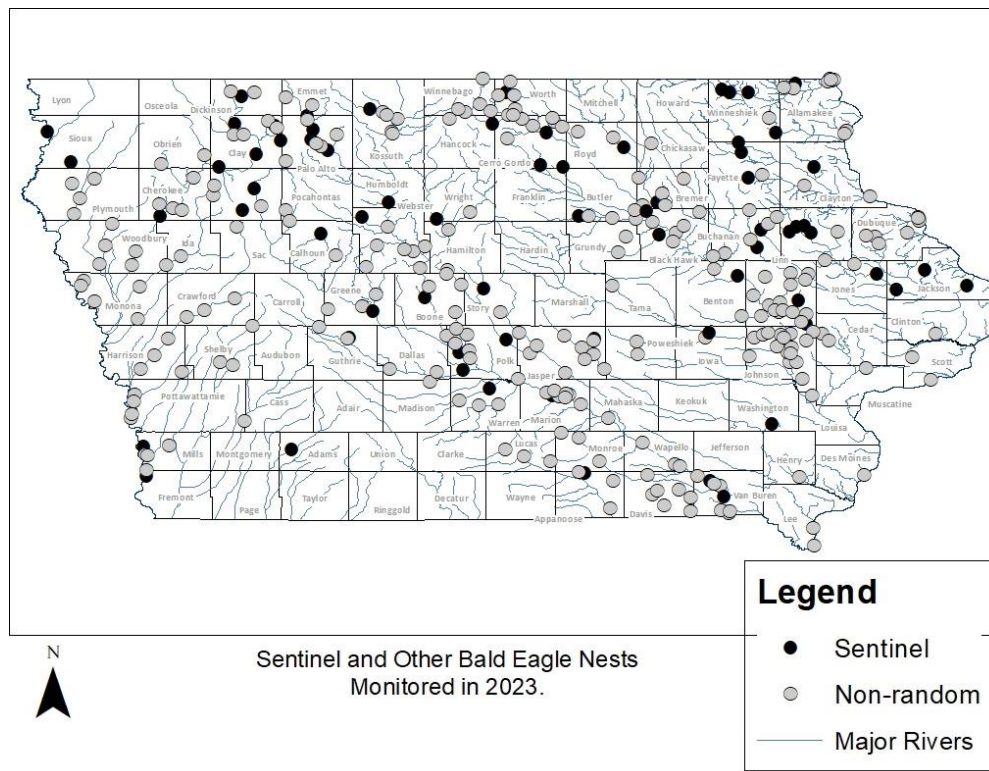 Lyon
Osceola
Dickinson
Emmet
Winnebago
Worth
Mitchell
Howard
Winneshiek
Allamakee
Sioux
Obrien
Clay
Palo Alto
Kossuth
Hancock
Cerro Gordo
Floyd
Chickasaw
Fayette
Clayton
Plymouth
Cherokee
Pocahontas
Humboldt
Webster
Wright
Franklin
Butler
Bremer
Buchanan
Dubuque
Woodbury
Ida
Sac
Calhoun
Hamilton
Hardin
Grundy
Black Hawk
Linn
Jones
Jackson
Monona
Crawford
Carroll
Greene
Boone
Story
Marshall
Tama
Benton
Cedar
Clinton
Scott
Harrison
Shelby
Audubon
Guthrie
Dallas
Polk
Jasper
Poweshiek
Iowa
Johnson
Muscatine
Pottawattamie
Cass
Adair
Madison
Warren
Marion
Mahaska
Keokuk
Washington
Louisa
Mills
Montgomery
Adams
Union
Clarke
Lucas
Monroe
Wapello
Jefferson
Henry
Des Moines
Fremont
Page
Taylor
Ringgold
Decatur
Wayne
Appanoose
Davis
Van Buren
Lee
N
Sentinel and Other Bald Eagle Nests
Monitored in 2023.
Legend
Sentinel
Non-random
Major Rivers